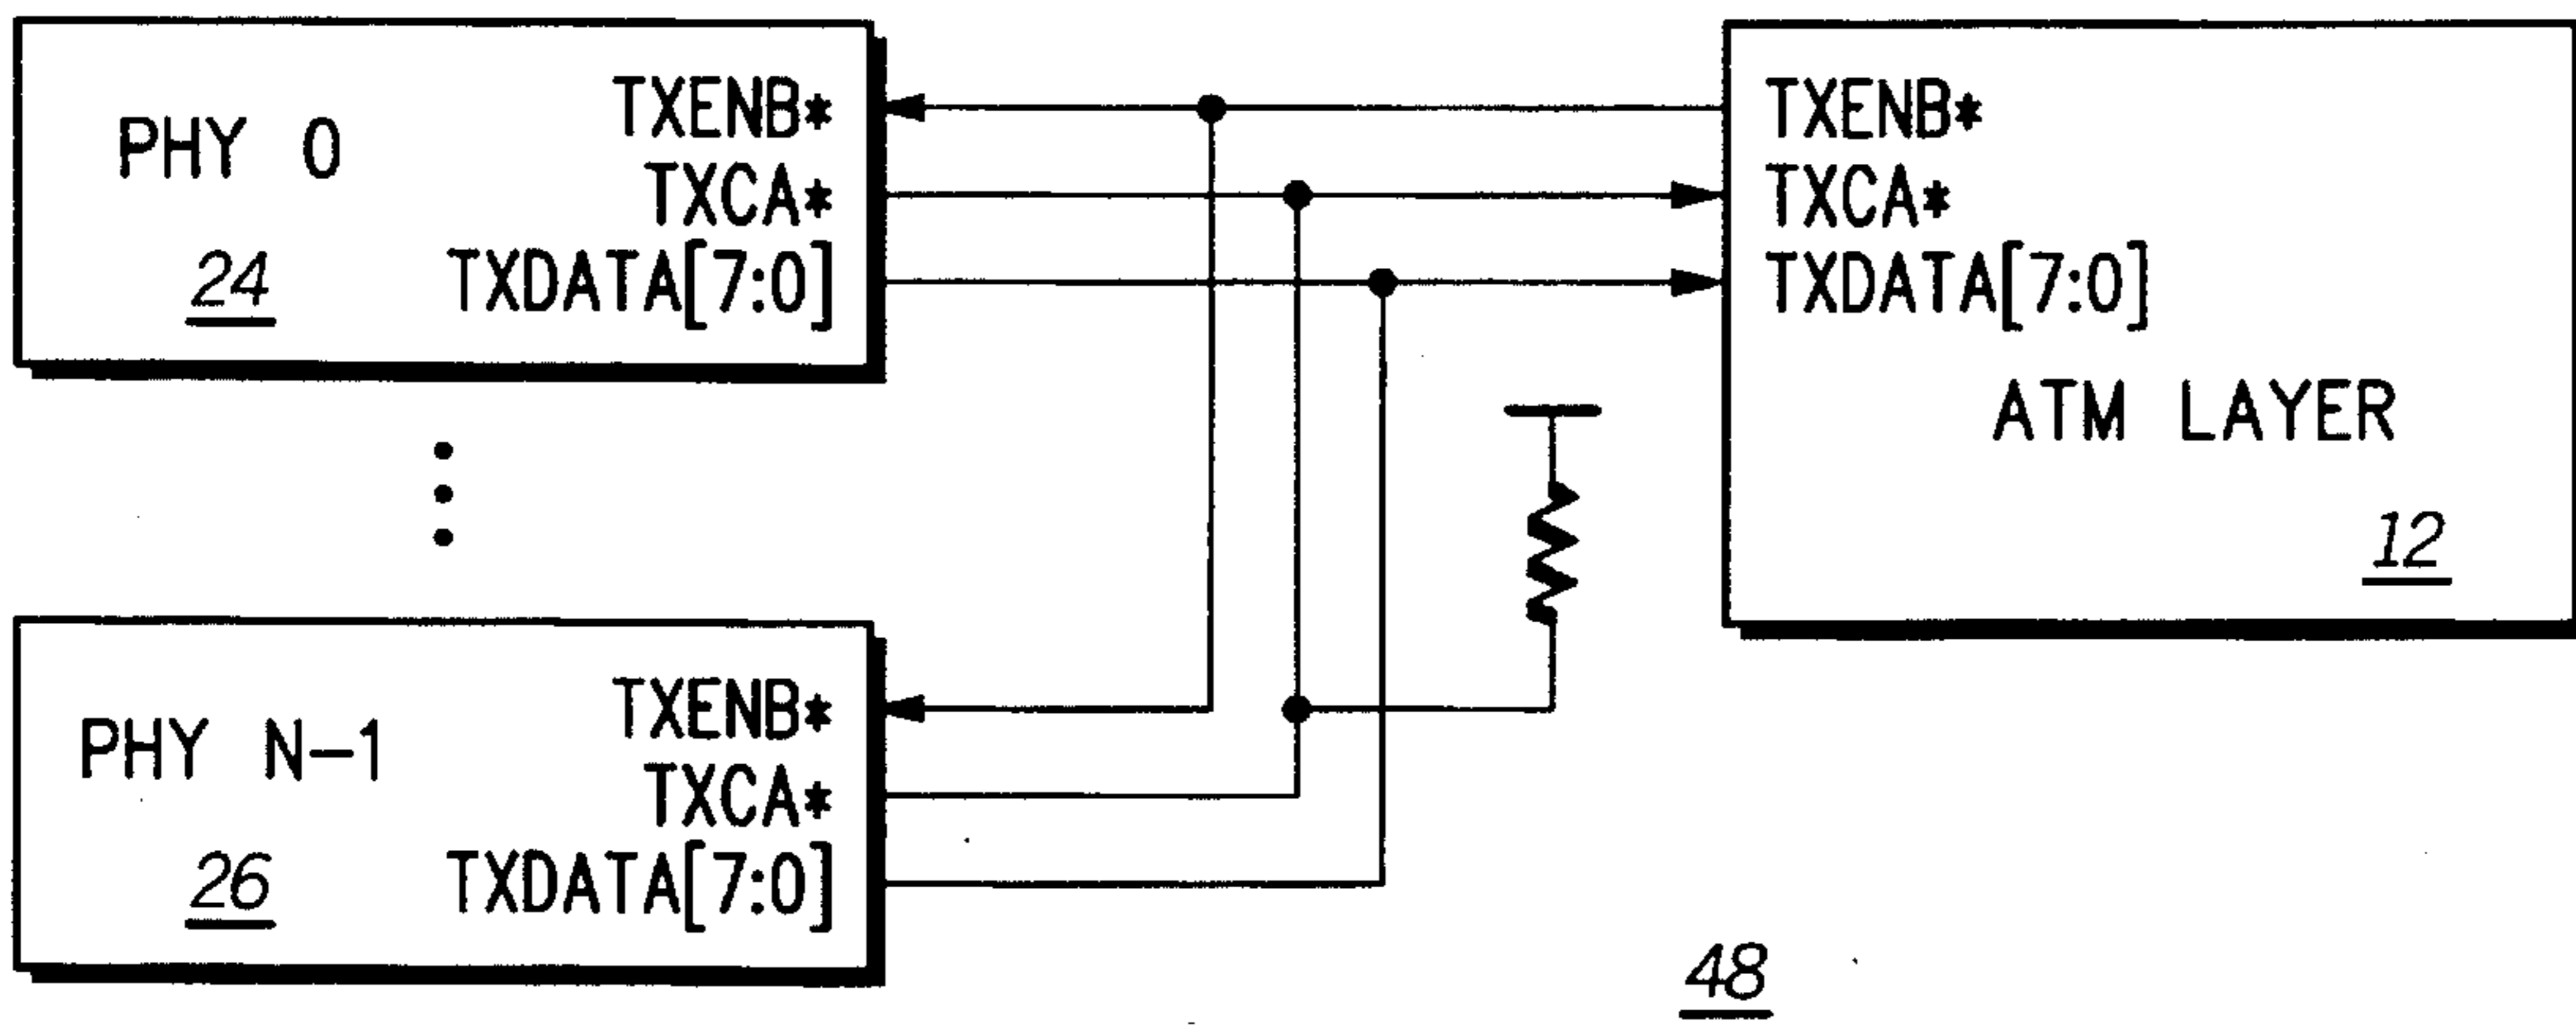 PHY 0
24
TXENB*
TXCA*
TXDATA[7:0]
TXENB*
TXCA*
TXDATA[7:0]
ATM LAYER
12
PHY N-1
26
TXENB*
TXCA*
TXDATA[7:0]
48